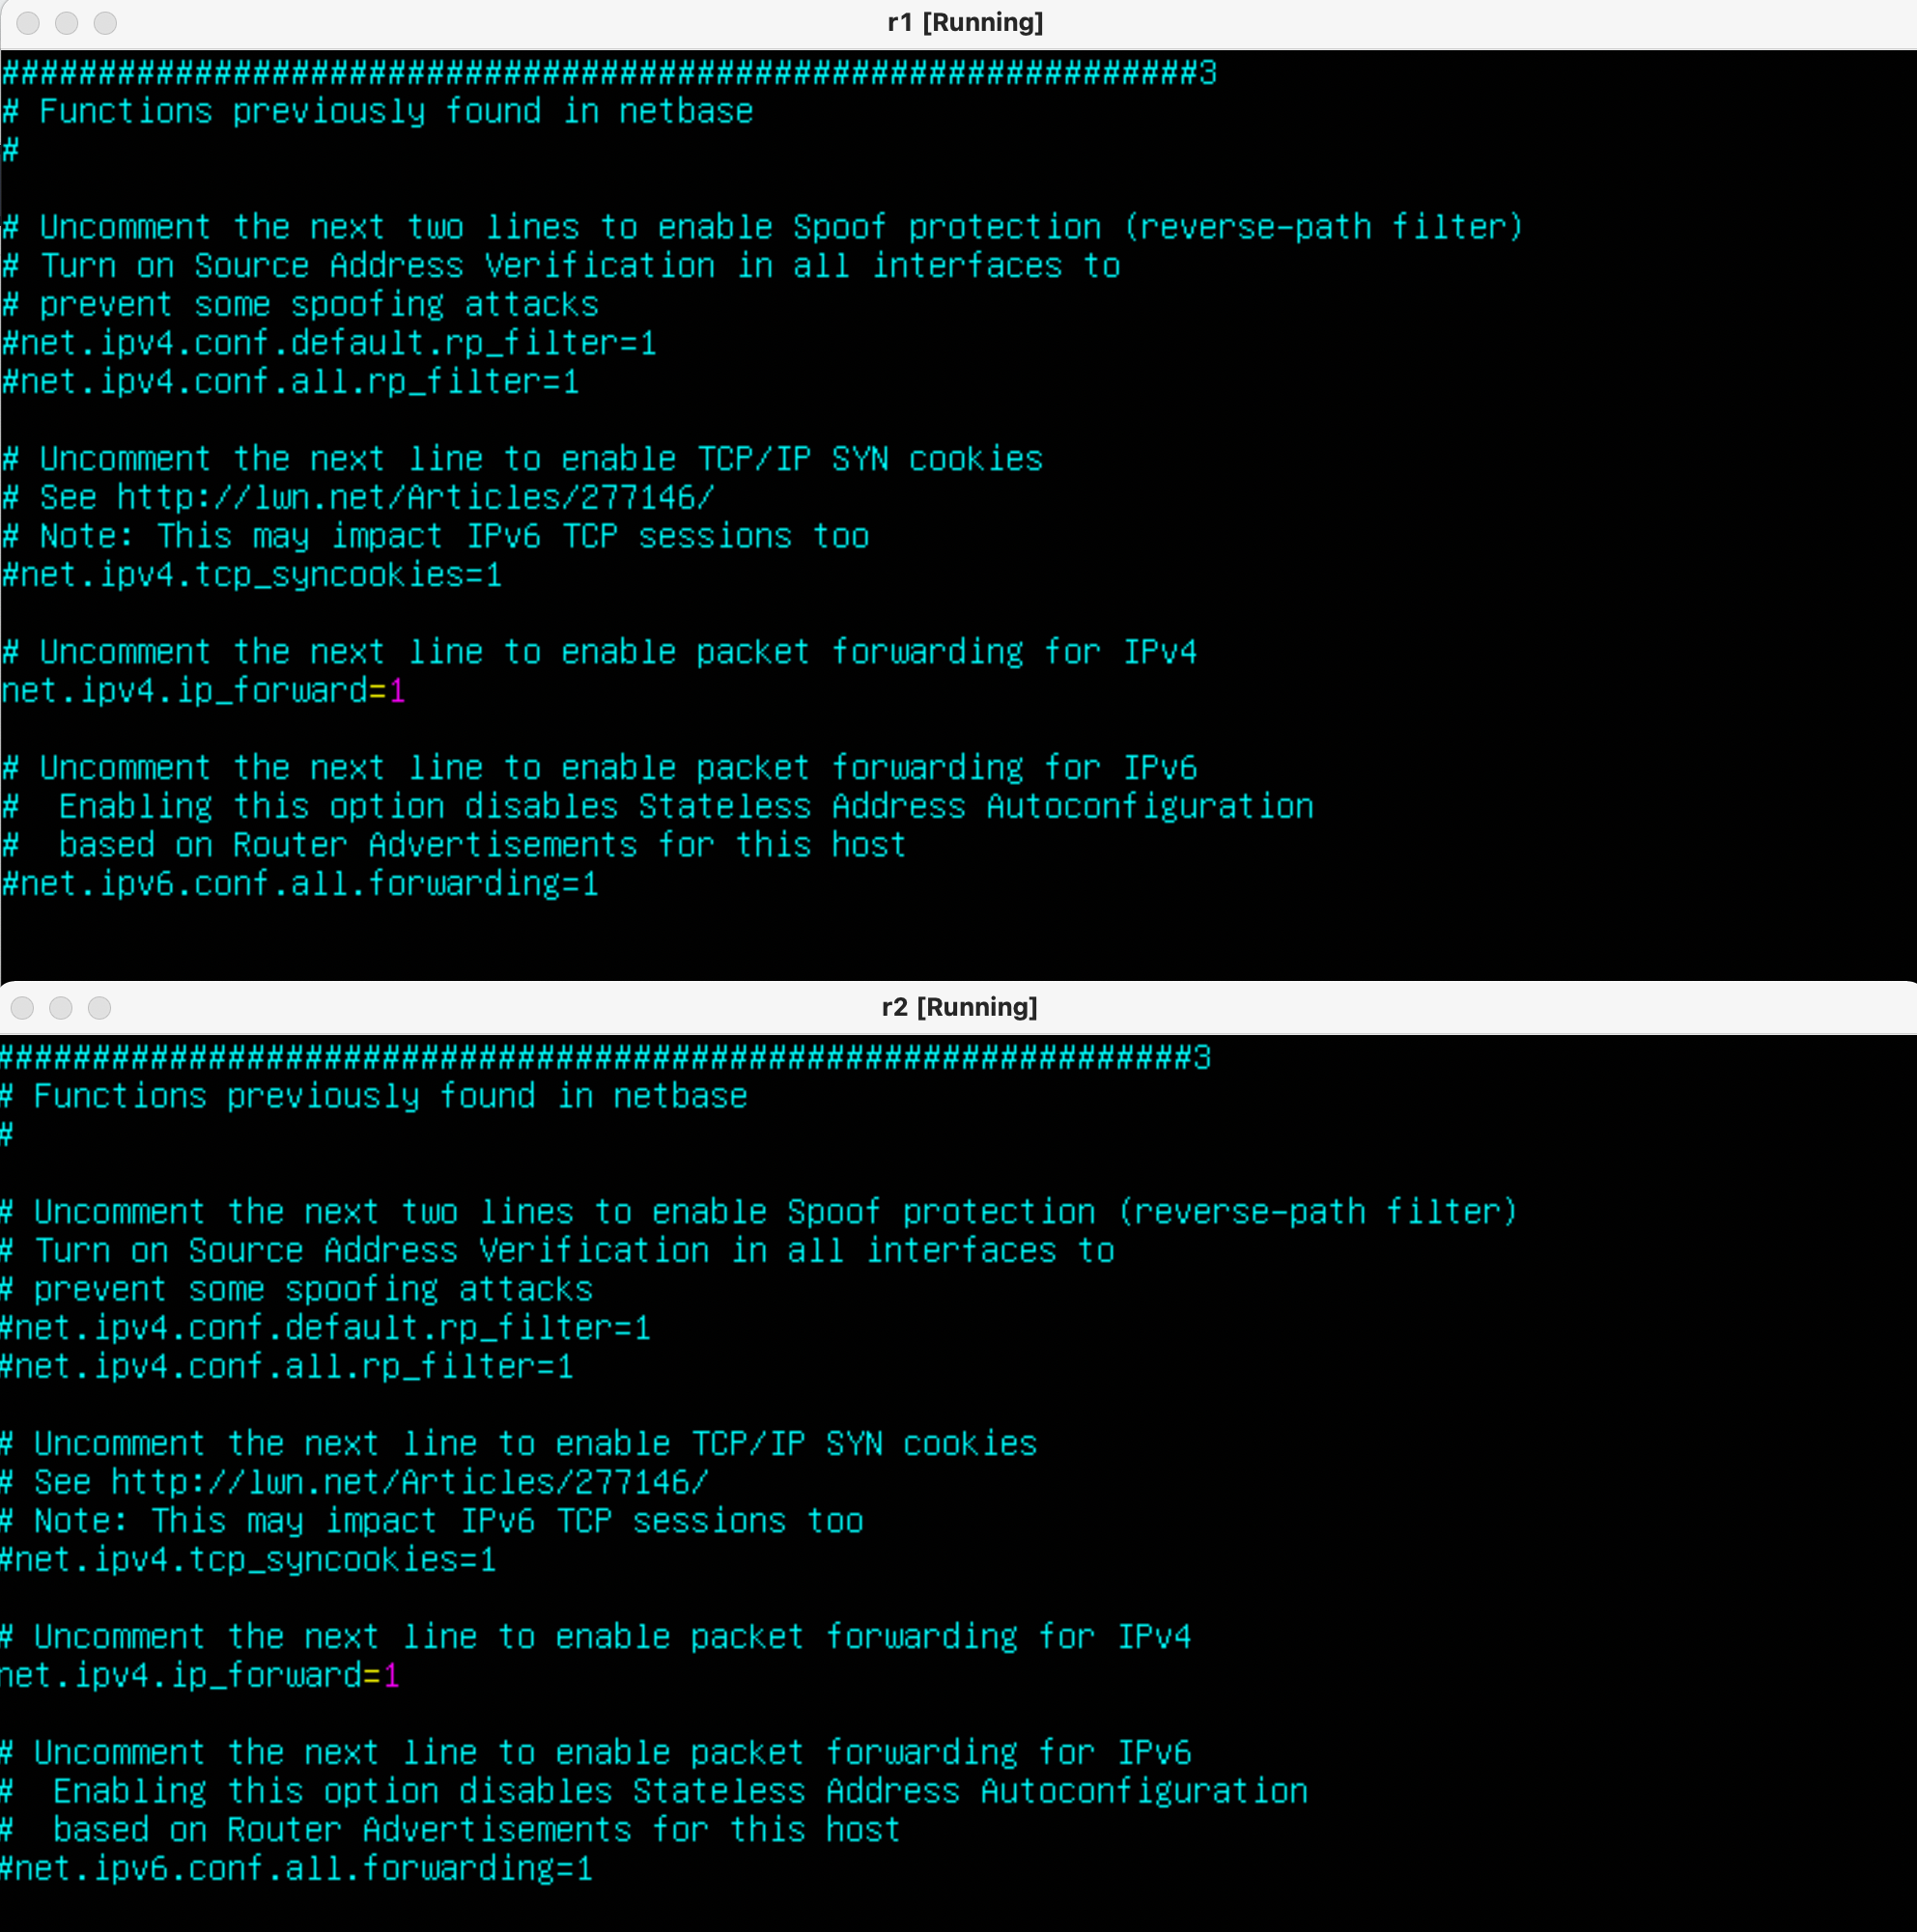 r1 [Running]
##############################################################3
# Functions previously found in netbase
#
# Uncomment the next two lines to enable Spoof protection (reverse-path filter)
# Turn on Source Address Verification in all interfaces to
# prevent some spoofing attacks
#net.ipv4.conf.default.rp_filter=1
#net.ipv4.conf.all.rp_filter=1
# Uncomment the next line to enable TCP/IP SYN cookies
# See http://lwn.net/Articles/277146/
# Note: This may impact IPv6 TCP sessions too
#net.ipv4.tcp_syncookies=1
# Uncomment the next line to enable packet forwarding for IPv4
net.ipv4.ip_forward=1
# Uncomment the next line to enable packet forwarding for IPv6
#  Enabling this option disables Stateless Address Autoconfiguration
#  based on Router Advertisements for this host
#net.ipv6.conf.all.forwarding=1
r2 [Running]
##############################################################3
# Functions previously found in netbase
#
# Uncomment the next two lines to enable Spoof protection (reverse-path filter)
# Turn on Source Address Verification in all interfaces to
# prevent some spoofing attacks
#net.ipv4.conf.default.rp_filter=1
#net.ipv4.conf.all.rp_filter=1
# Uncomment the next line to enable TCP/IP SYN cookies
# See http://lwn.net/Articles/277146/
# Note: This may impact IPv6 TCP sessions too
#net.ipv4.tcp_syncookies=1
# Uncomment the next line to enable packet forwarding for IPv4
net.ipv4.ip_forward=1
# Uncomment the next line to enable packet forwarding for IPv6
#  Enabling this option disables Stateless Address Autoconfiguration
#  based on Router Advertisements for this host
#net.ipv6.conf.all.forwarding=1